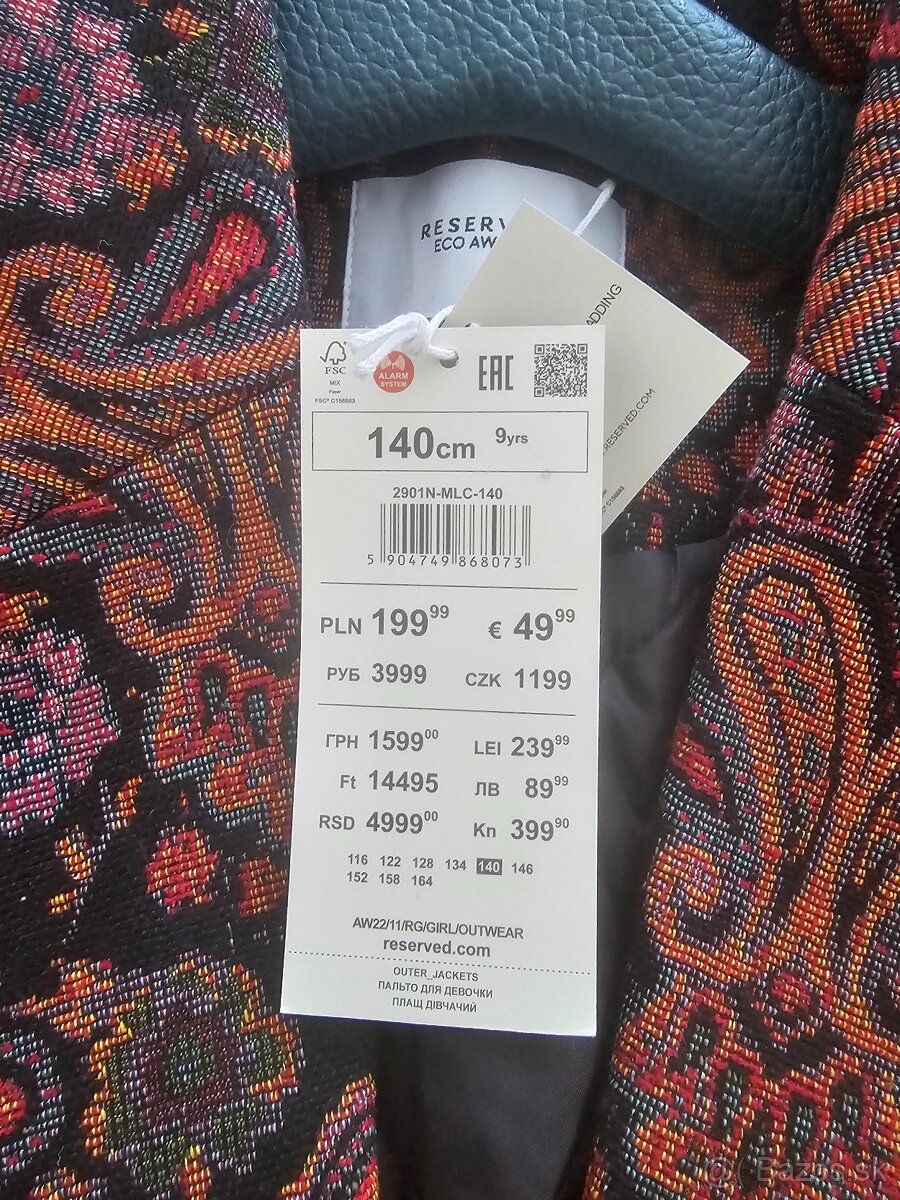 RESERV
ECO AW
ADDING
RESERVED.COM
FSC
MIX
Paper
FSC® C156883
ALARM
SYSTEM
EAC
140cm 9yrs
2901N-MLC-140
5 904749 868073
PLN 199⁹⁹ € 49⁹⁹
РУБ 3999 CZK 1199
ГРН 1599⁰⁰ LEI 239⁹⁹
Ft 14495 ЛВ 89⁹⁹
RSD 4999⁰⁰ Kn 399⁹⁰
116 122 128 134 140 146
152 158 164
AW22/11/RG/GIRL/OUTWEAR
reserved.com
OUTER_JACKETS
ПАЛЬТО ДЛЯ ДЕВОЧКИ
ПЛАЩ ДІВЧАЧИЙ
Bazos.sk